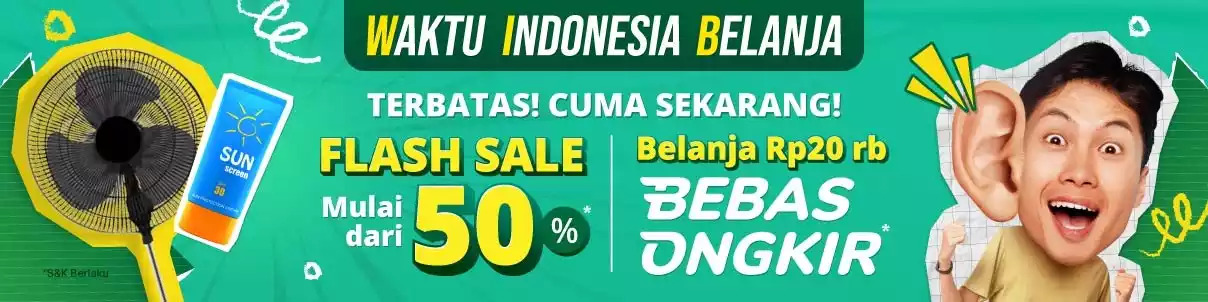 WAKTU INDONESIA BELANJA
TERBATAS! CUMA SEKARANG!
FLASH SALE
Mulai
dari
50%*
Belanja Rp20 rb
BEBAS
ONGKIR*
SUN
screen
*S&K Berlaku